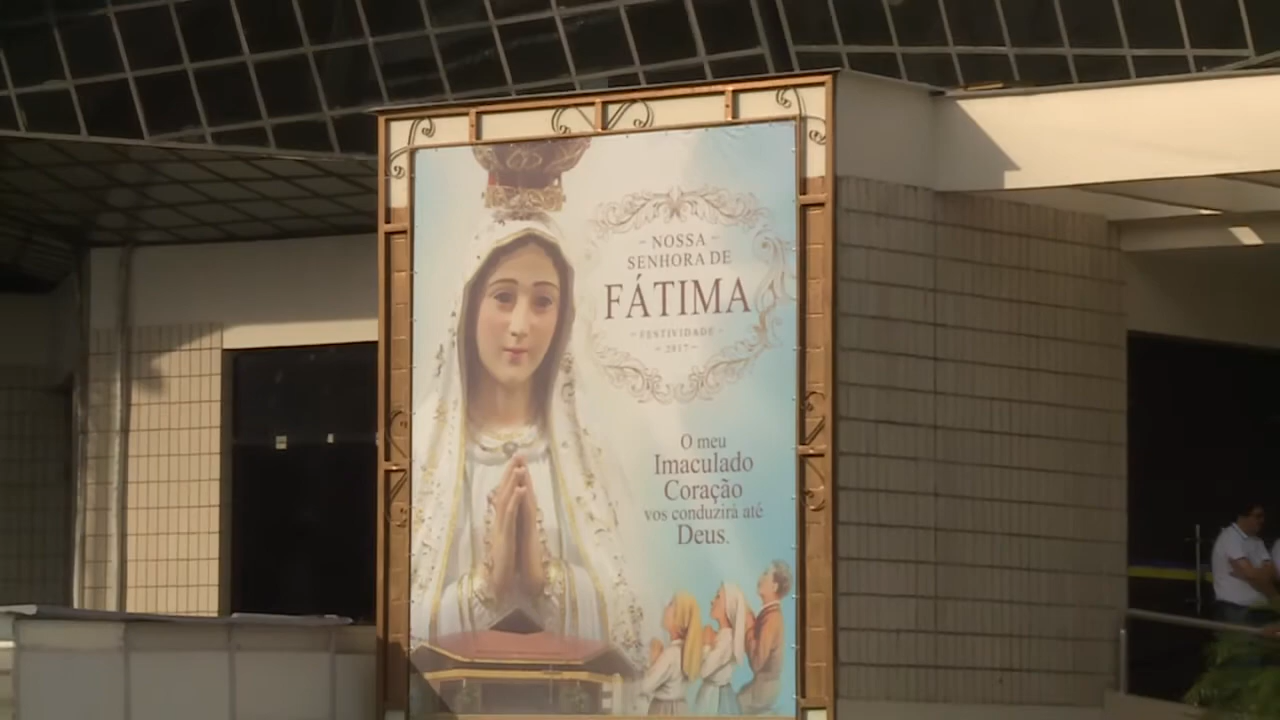 - NOSSA -
SENHORA DE
FÁTIMA
- FESTIVIDADE -
- 2017 -
O meu
Imaculado
Coração
vos conduzirá até
Deus.